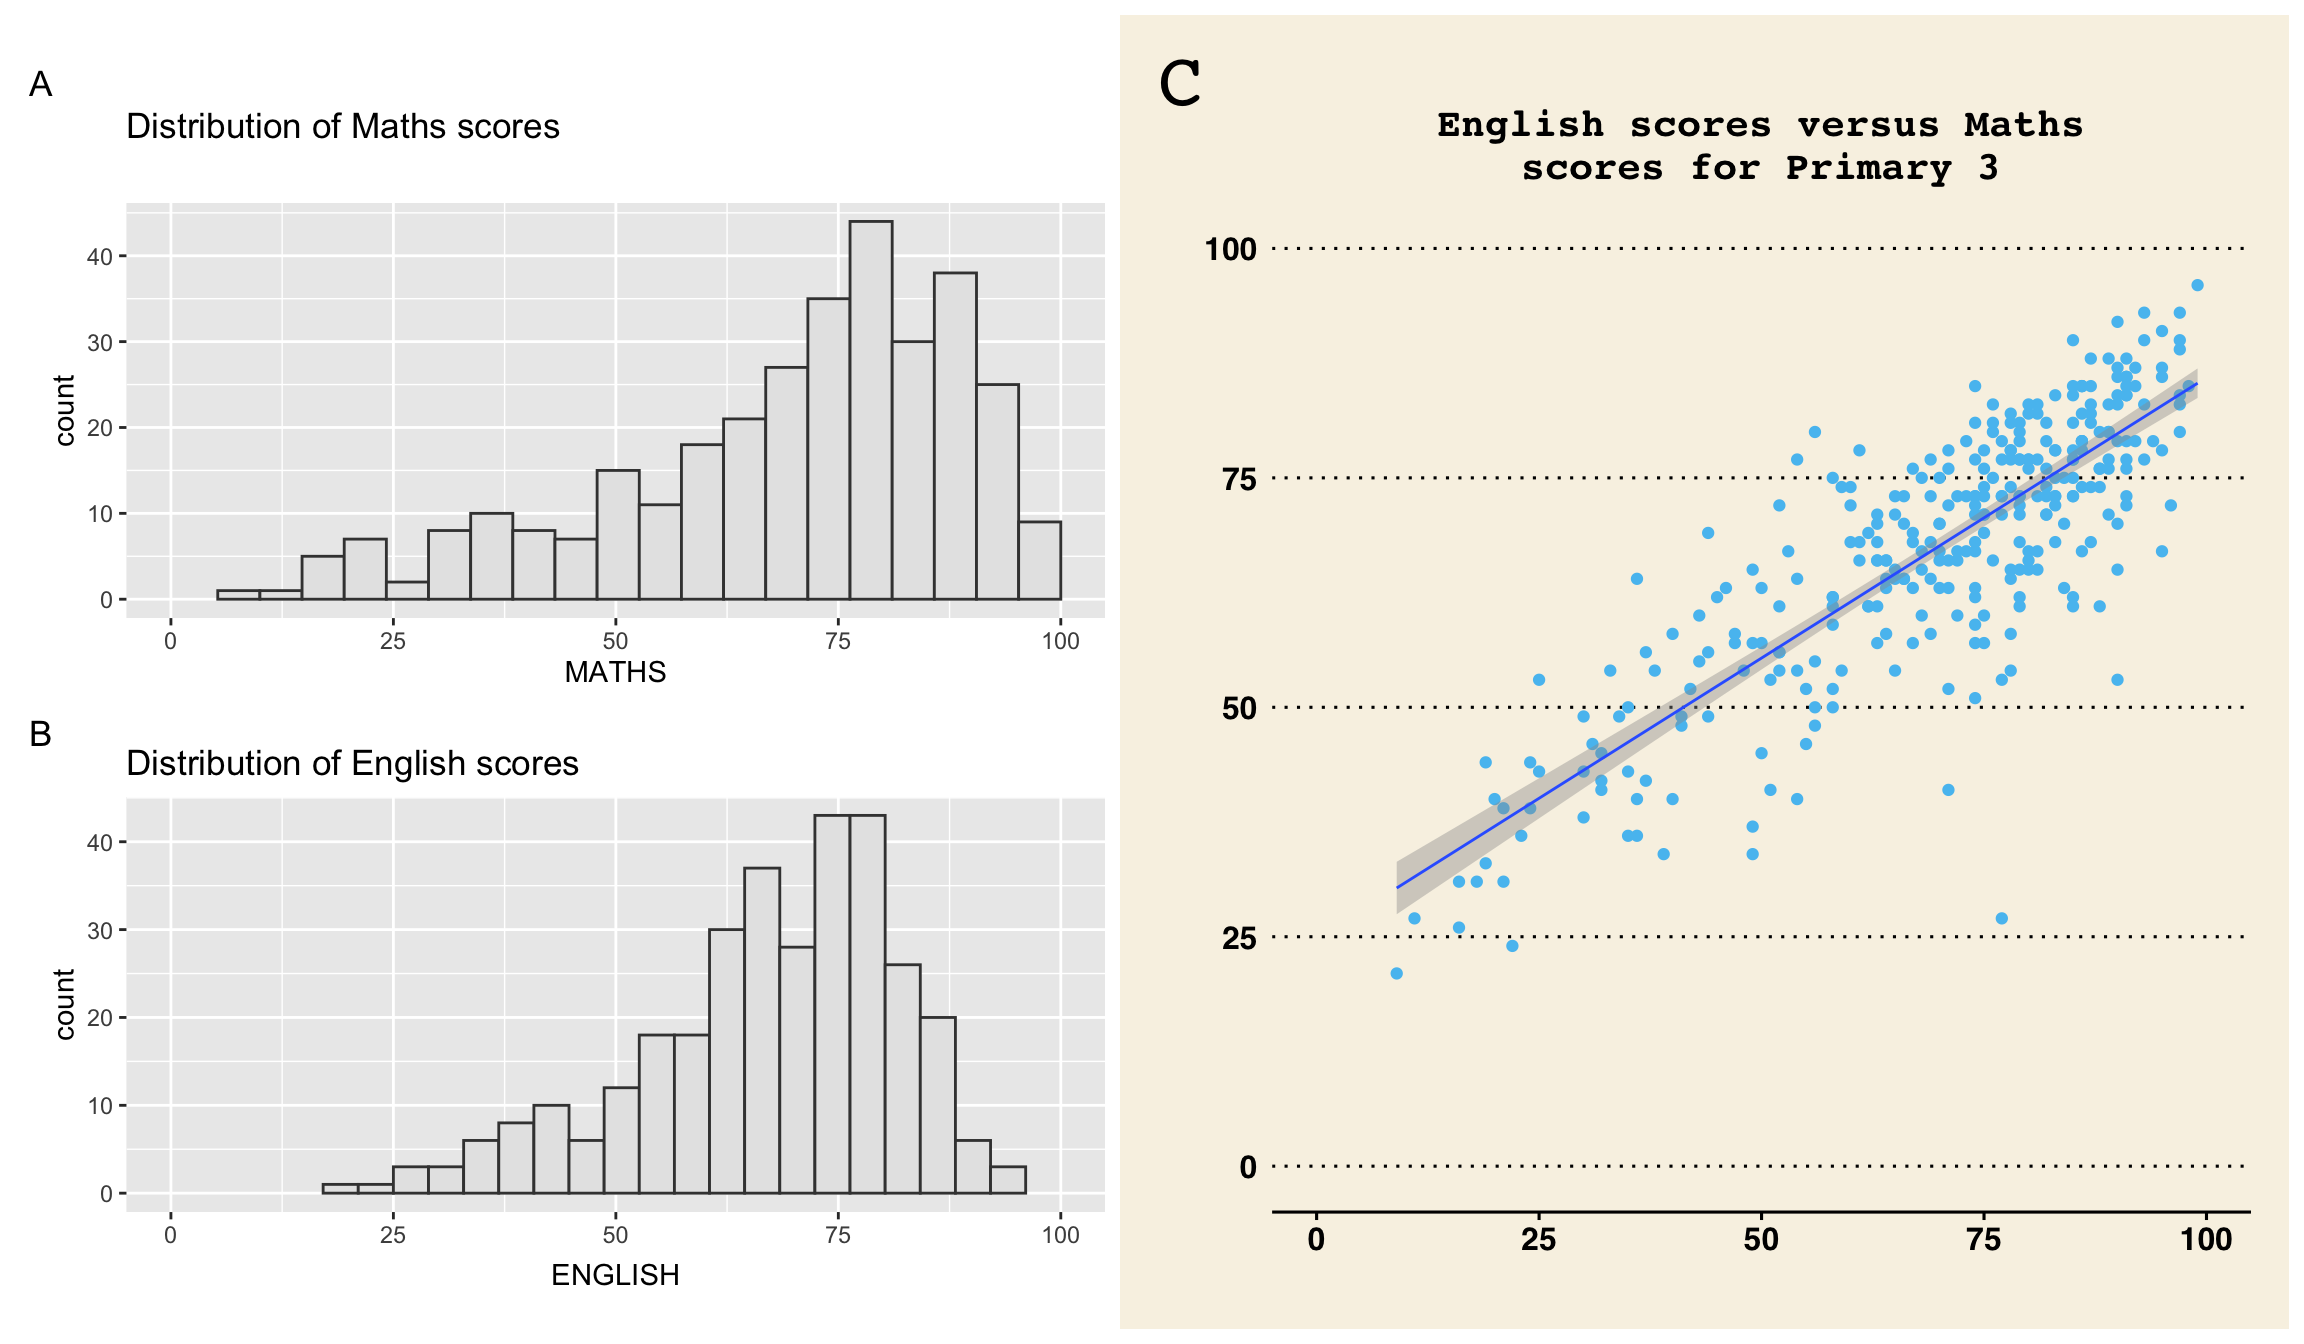 A
Distribution of Maths scores
count
40
30
20
10
0
0 25 50 75 100
MATHS
B
Distribution of English scores
count
40
30
20
10
0
0 25 50 75 100
ENGLISH
C
English scores versus Maths
scores for Primary 3
100
75
50
25
0
0 25 50 75 100